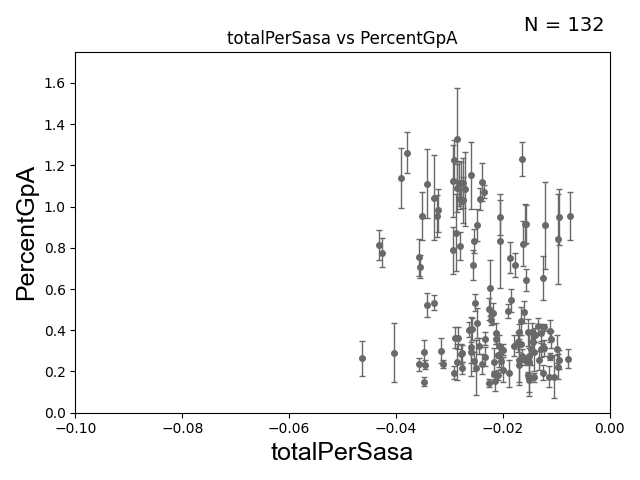 N = 132
totalPerSasa vs PercentGpA
PercentGpA
1.6
1.4
1.2
1.0
0.8
0.6
0.4
0.2
0.0
−0.10 −0.08 −0.06 −0.04 −0.02 0.00
totalPerSasa